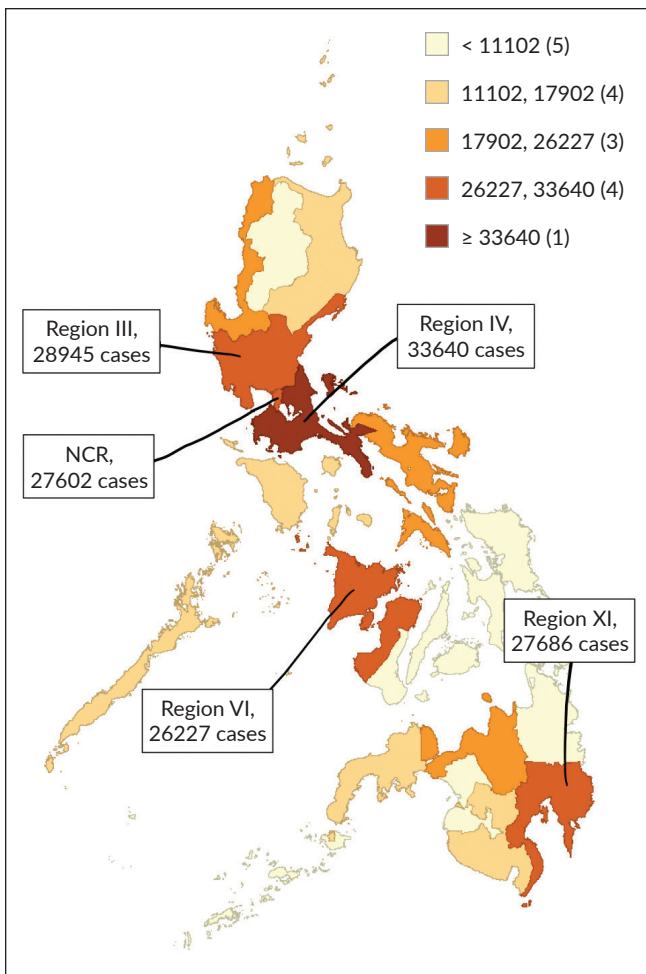 < 11102 (5)
11102, 17902 (4)
17902, 26227 (3)
26227, 33640 (4)
≥ 33640 (1)
Region III,
28945 cases
Region IV,
33640 cases
NCR,
27602 cases
Region XI,
27686 cases
Region VI,
26227 cases